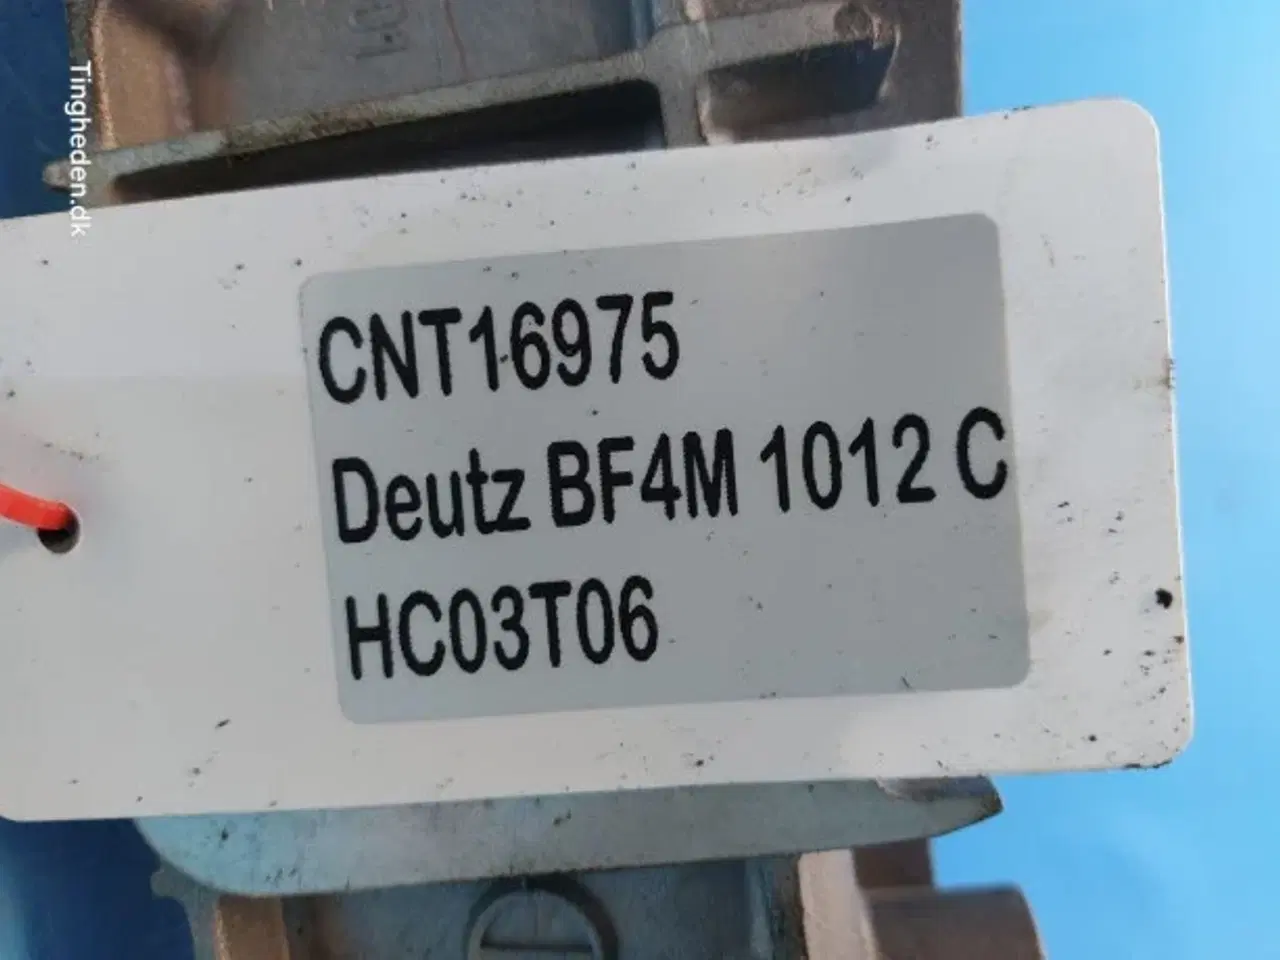 Tingheden.dk
CNT16975
Deutz BF4M 1012 C
HC03T06